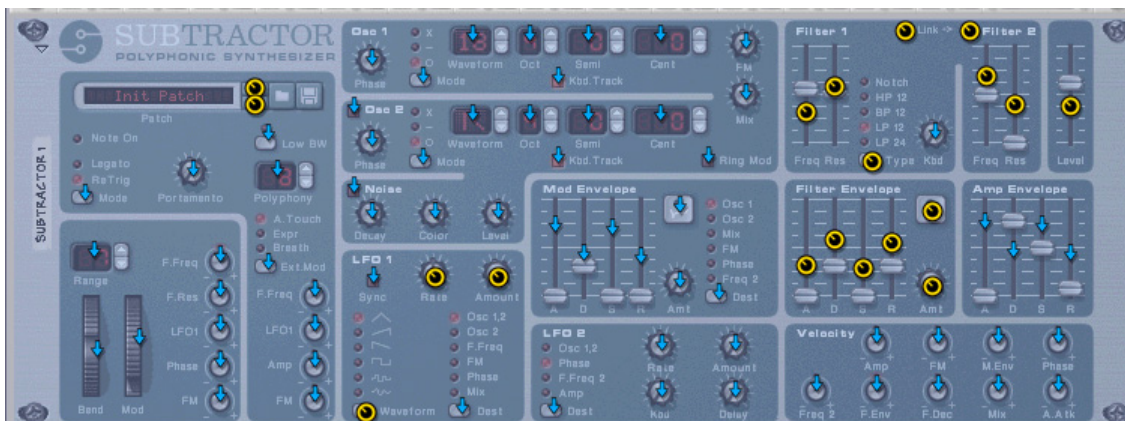 SUBTRACTOR
POLYPHONIC SYNTHESIZER
SUBTRACTOR 1
Init Patch
Patch
Note On
Low BW
Legato
ReTrig
Mode
Portamento
Polyphony
A.Touch
Expr
Breath
Ext.Mod
Range
F.Freq
F.Res
LFO1
Phase
FM
Bend
Mod
F.Freq
LFO1
Amp
FM
Osc 1
Phase
Mode
Waveform
Oct
Semi
Cent
Kbd.Track
FM
Mix
Osc 2
Phase
Mode
Waveform
Oct
Semi
Cent
Kbd.Track
Ring Mod
Noise
Decay
Color
Level
LFO 1
Sync
Rate
Amount
Osc 1,2
Osc 2
F.Freq
FM
Phase
Mix
Waveform
Dest
Mod Envelope
A D S R
Amt
Osc 1
Osc 2
Mix
FM
Phase
Freq 2
Dest
LFO 2
Osc 1,2
Phase
F.Freq 2
Amp
Dest
Rate
Amount
Kbd
Delay
Filter 1
Link ->
Filter 2
Notch
HP 12
BP 12
LP 12
LP 24
Type
Freq Res
Kbd
Freq Res
Level
Filter Envelope
A D S R
Amt
Amp Envelope
A D S R
Velocity
Amp
FM
M.Env
Phase
Freq 2
F.Env
F.Dec
Mix
A.Atk